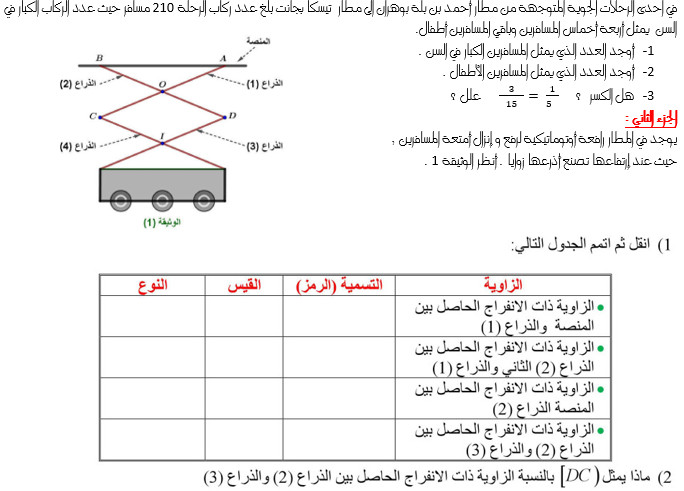 في إحدى الرحلات الجوية المتوجهة من مطار أحمد بن بلة بوهران إلى مطار تيسكا بجانت بلغ عدد ركاب الرحلة 210 مسافر حيث عدد الركاب الكبار في
السن يمثل أربعة أخماس المسافرين وباقي المسافرين أطفال.
1- أوجد العدد الذي يمثل المسافرين الكبار في السن .
2- أوجد العدد الذي يمثل المسافرين الأطفال .
3- هل الكسر ؟ 3/15 = 1/5 علل ؟
الجزء الثاني :
يوجد في المطار رافعة أوتوماتيكية لرفع و إنزال أمتعة المسافرين ,
حيث عند إرتفاعها تصنع أذرعها زوايا . أنظر الوثيقة 1 .
المنصة
B
A
الذراع (2)
O
الذراع (1)
C
D
الذراع (4)
I
الذراع (3)
الوثيقة (1)
1) انقل ثم اتمم الجدول التالي:
الزاوية التسمية (الرمز) القيس النوع
• الزاوية ذات الانفراج الحاصل بين
المنصة والذراع (1)
• الزاوية ذات الانفراج الحاصل بين
الذراع (2) الثاني والذراع (1)
• الزاوية ذات الانفراج الحاصل بين
المنصة الذراع (2)
• الزاوية ذات الانفراج الحاصل بين
الذراع (2) والذراع (3)
2) ماذا يمثل [DC) بالنسبة الزاوية ذات الانفراج الحاصل بين الذراع (2) والذراع (3)